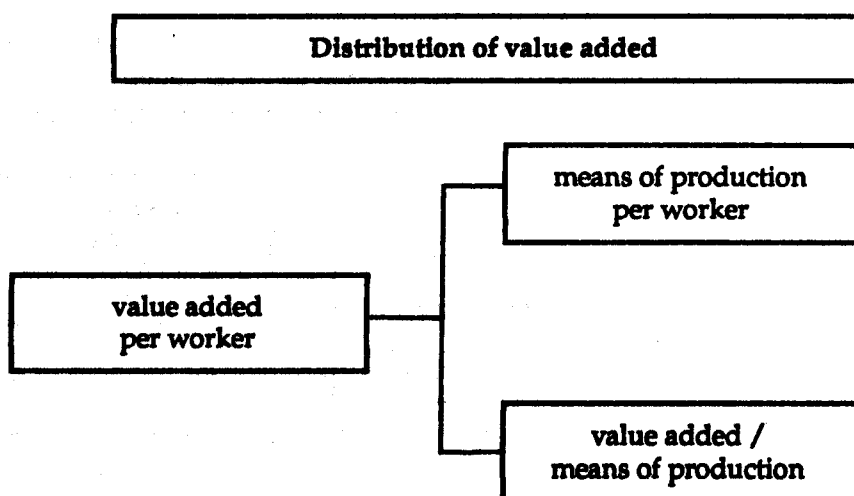 Distribution of value added
means of production
per worker
value added
per worker
value added /
means of production